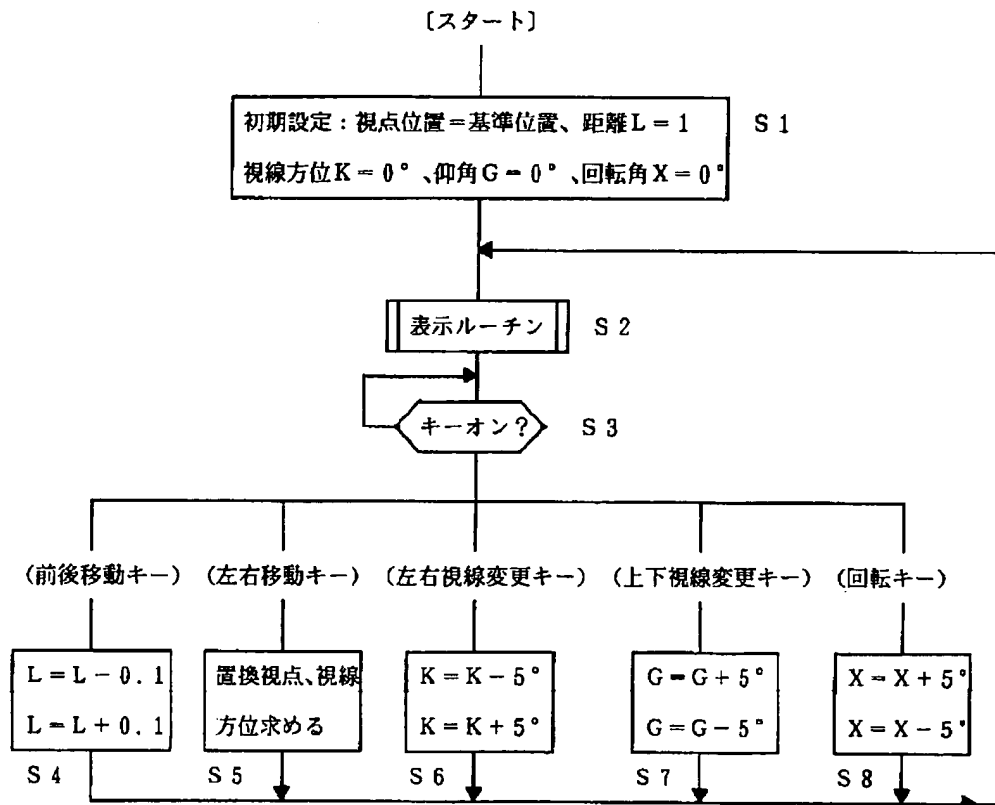 〔スタート〕
初期設定：視点位置＝基準位置、距離L＝1 S1
視線方位K＝0°、仰角G＝0°、回転角X＝0°
表示ルーチン S2
キーオン？ S3
（前後移動キー）（左右移動キー）（左右視線変更キー）（上下視線変更キー）（回転キー）
L＝L－0.1 置換視点、視線 K＝K－5° G＝G＋5° X＝X＋5°
L＝L＋0.1 方位求める K＝K＋5° G＝G－5° X＝X－5°
S4 S5 S6 S7 S8